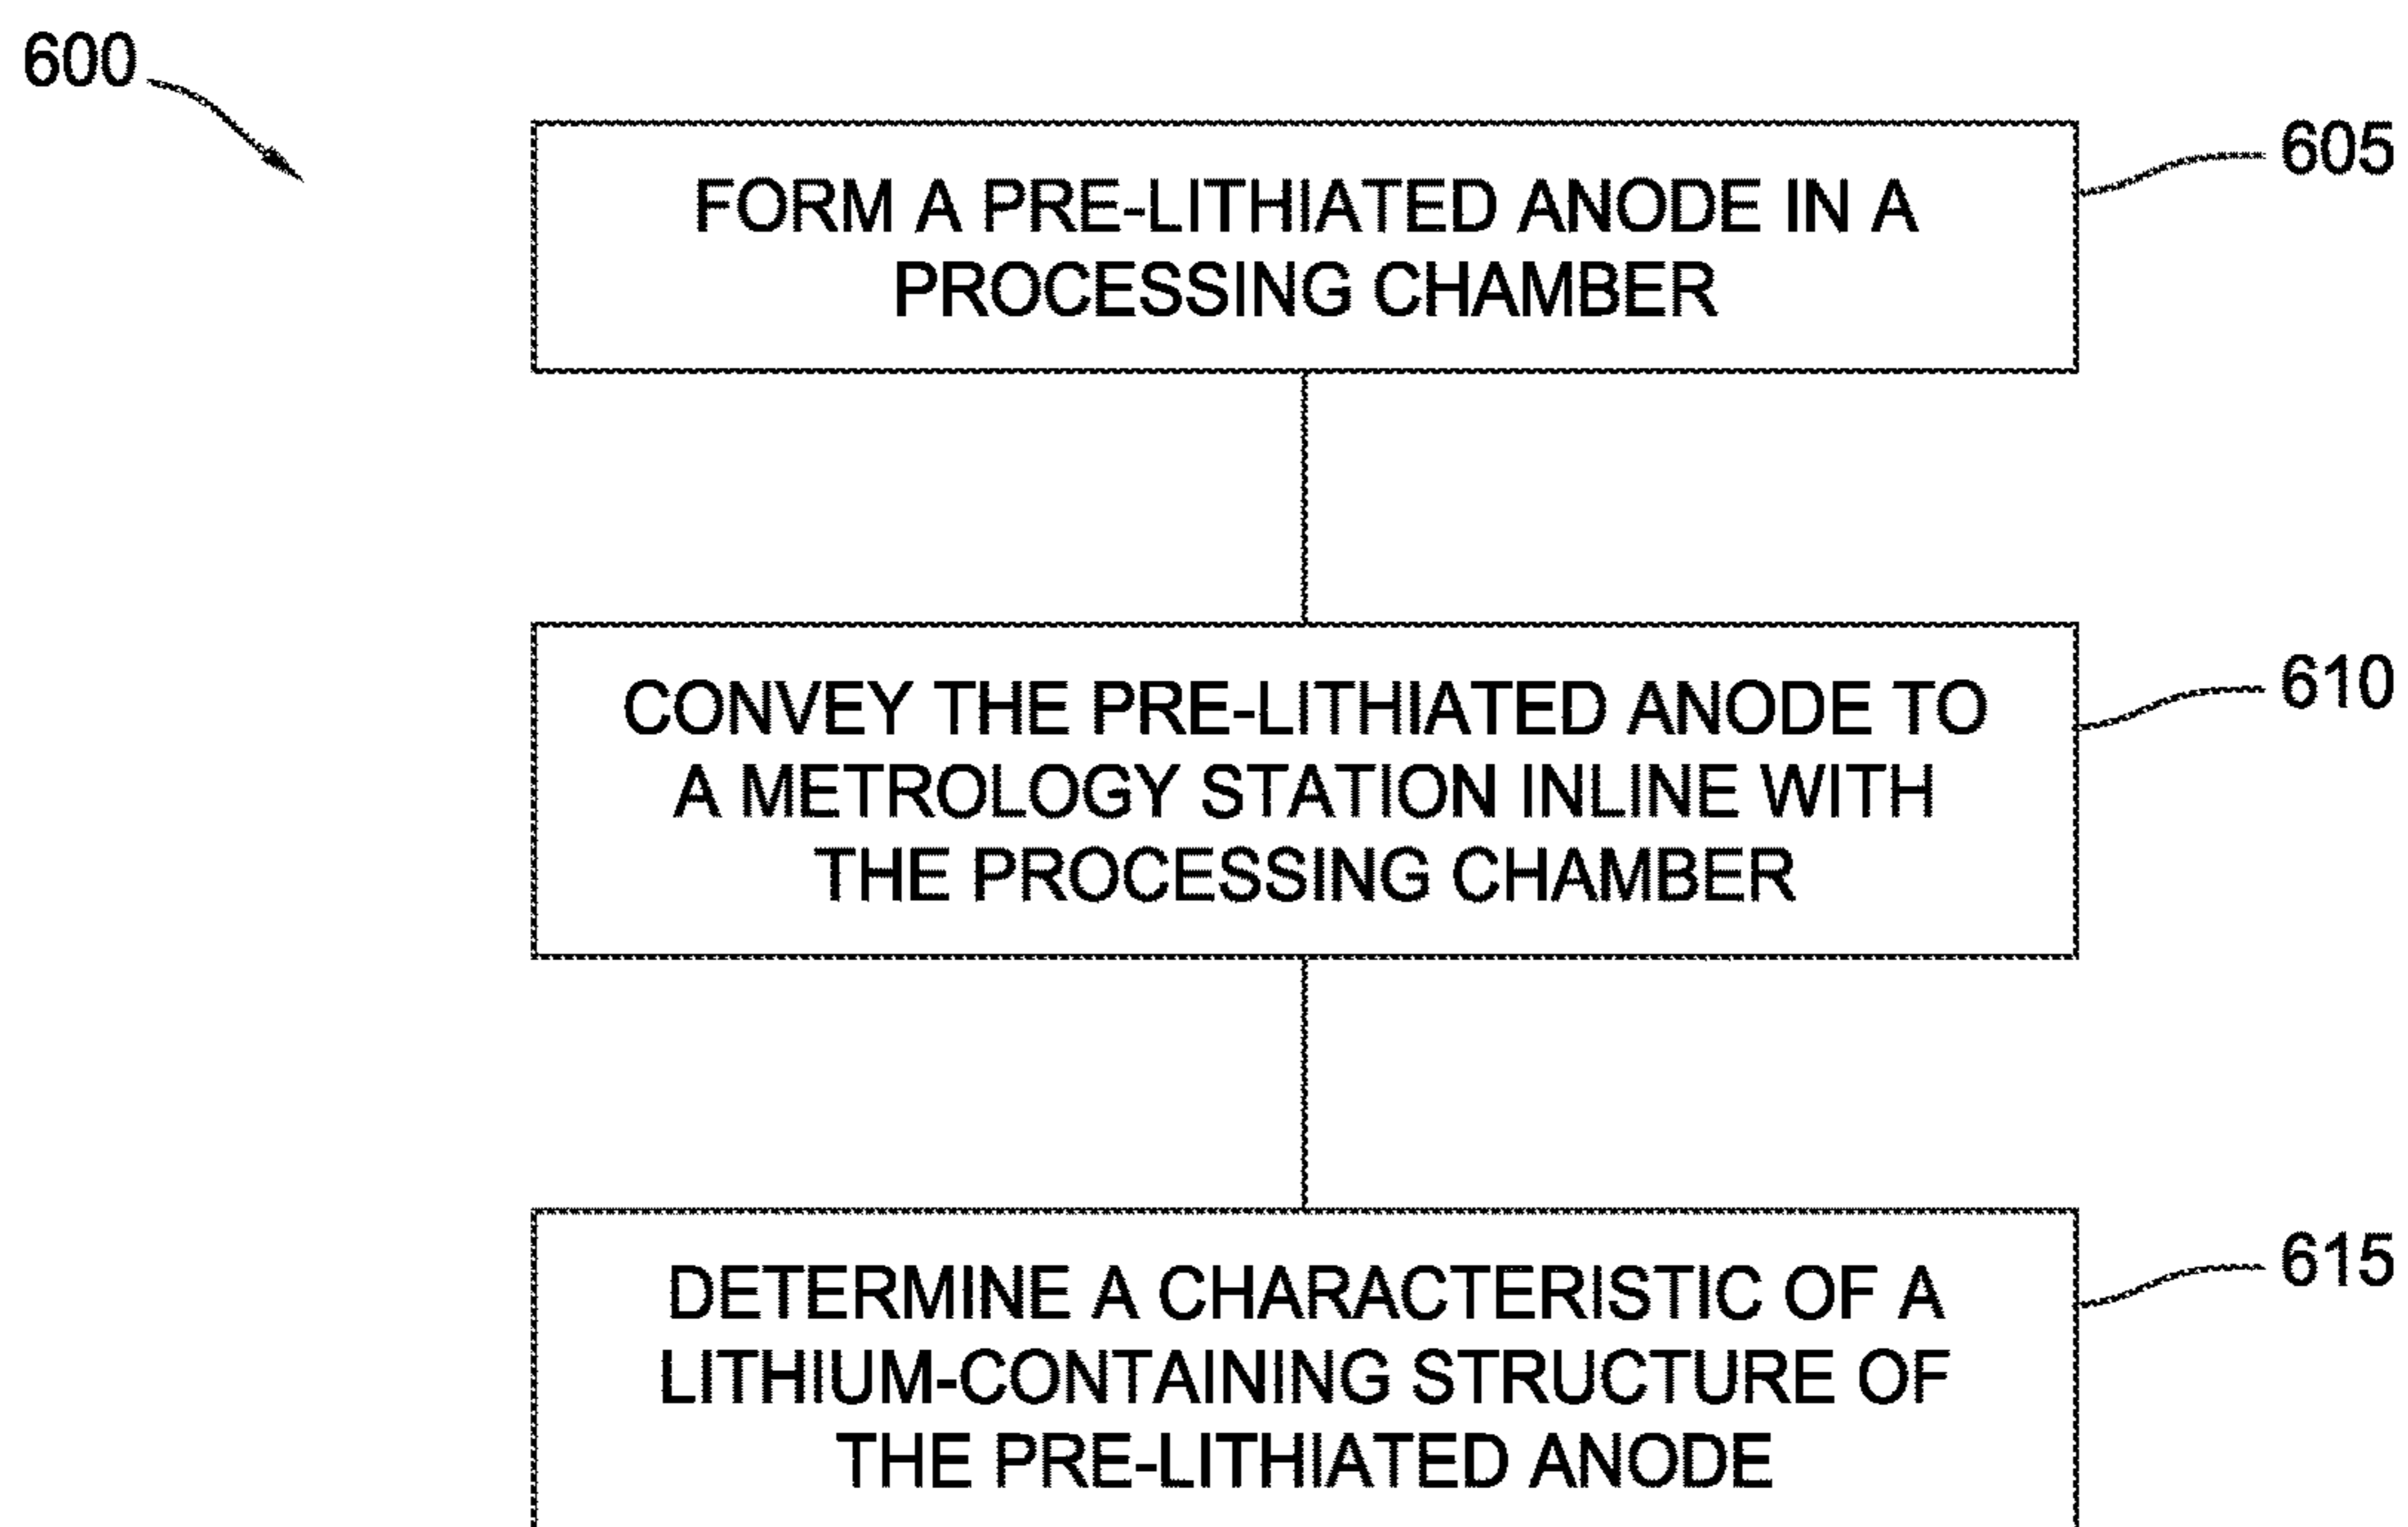 600
FORM A PRE-LITHIATED ANODE IN A
PROCESSING CHAMBER
605
CONVEY THE PRE-LITHIATED ANODE TO
A METROLOGY STATION INLINE WITH
THE PROCESSING CHAMBER
610
DETERMINE A CHARACTERISTIC OF A
LITHIUM-CONTAINING STRUCTURE OF
THE PRE-LITHIATED ANODE
615